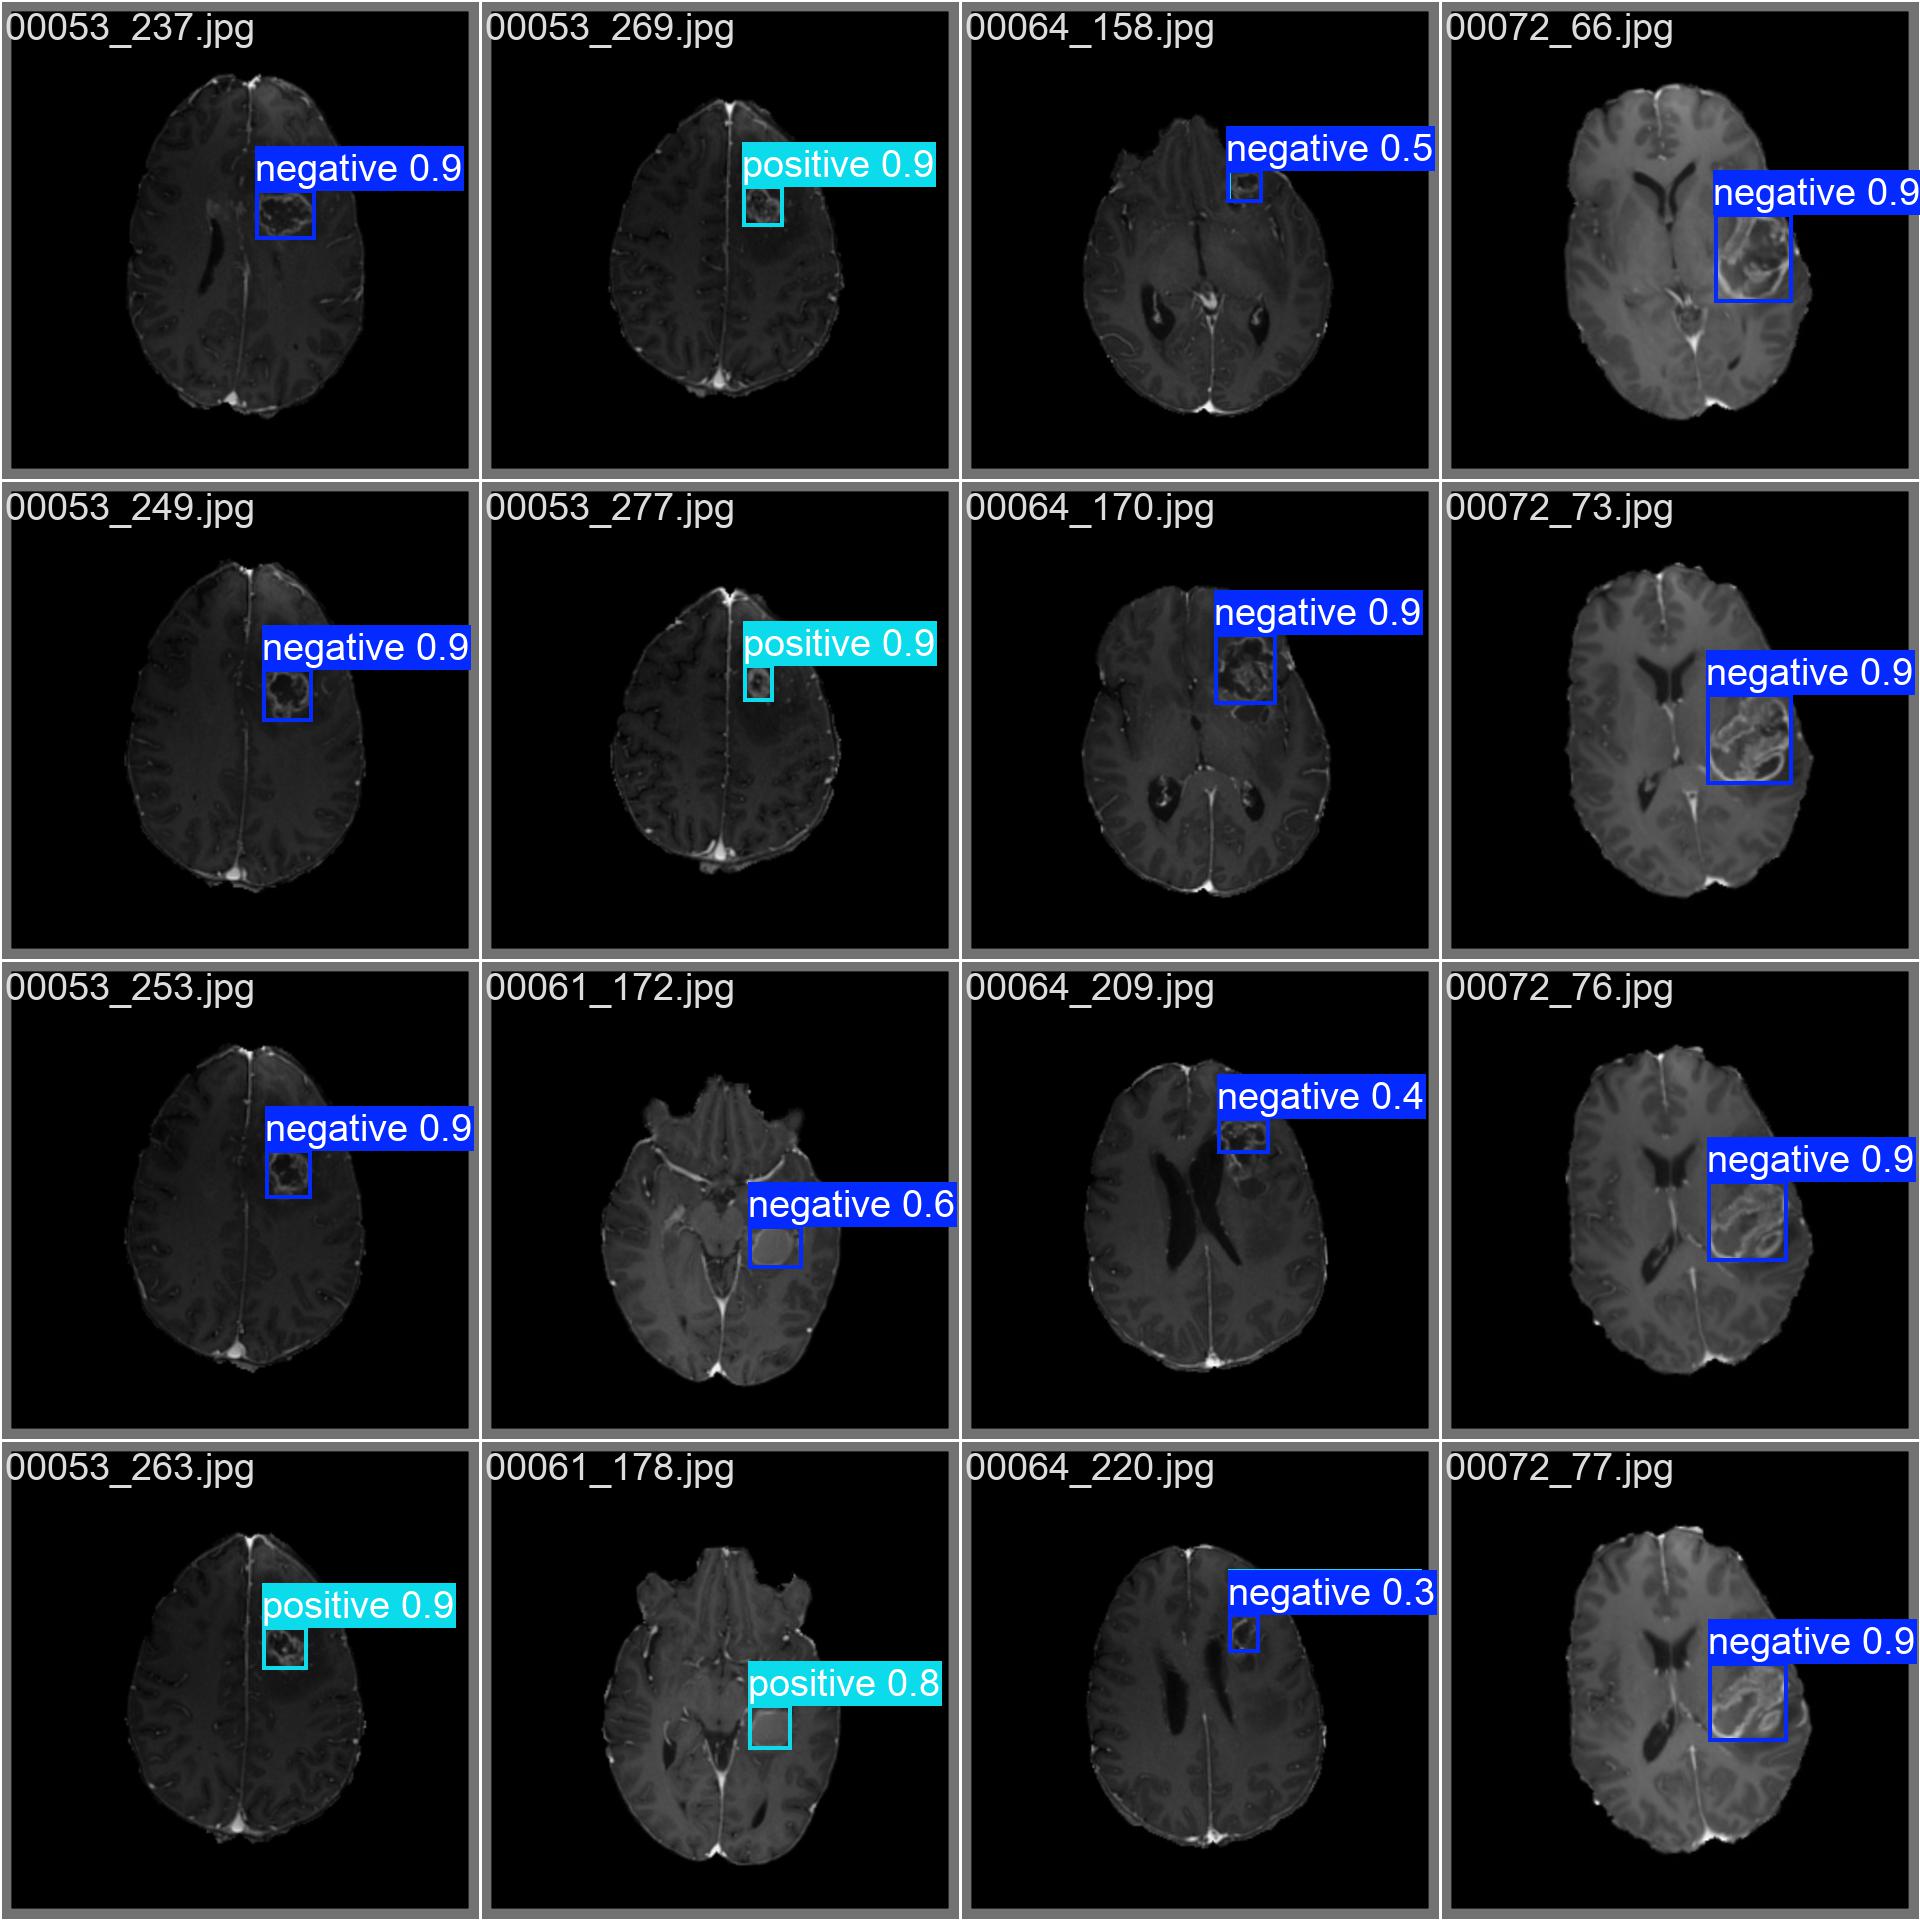 00053_237.jpg
negative 0.9
00053_269.jpg
positive 0.9
00064_158.jpg
negative 0.5
00072_66.jpg
negative 0.9
00053_249.jpg
negative 0.9
00053_277.jpg
positive 0.9
00064_170.jpg
negative 0.9
00072_73.jpg
negative 0.9
00053_253.jpg
negative 0.9
00061_172.jpg
negative 0.6
00064_209.jpg
negative 0.4
00072_76.jpg
negative 0.9
00053_263.jpg
positive 0.9
00061_178.jpg
positive 0.8
00064_220.jpg
negative 0.3
00072_77.jpg
negative 0.9